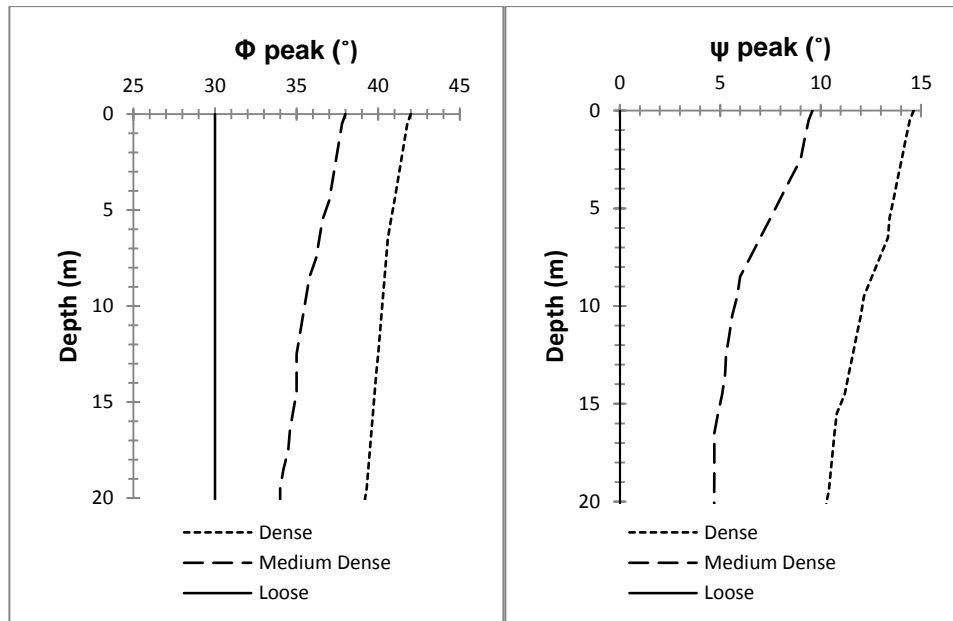 Φ peak (˚)
25 30 35 40 45
0
5
10
15
20
Depth (m)
Dense
Medium Dense
Loose
ψ peak (˚)
0 5 10 15
0
5
10
15
20
Depth (m)
Dense
Medium Dense
Loose